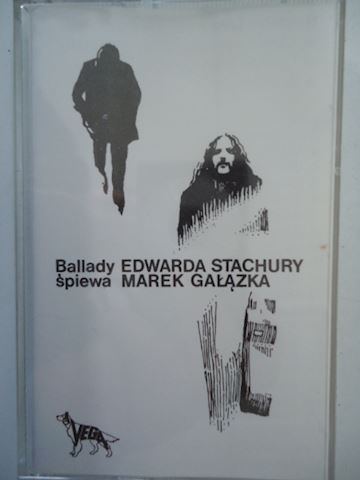 Ballady EDWARDA STACHURY
śpiewa MAREK GAŁĄZKA
VEGA